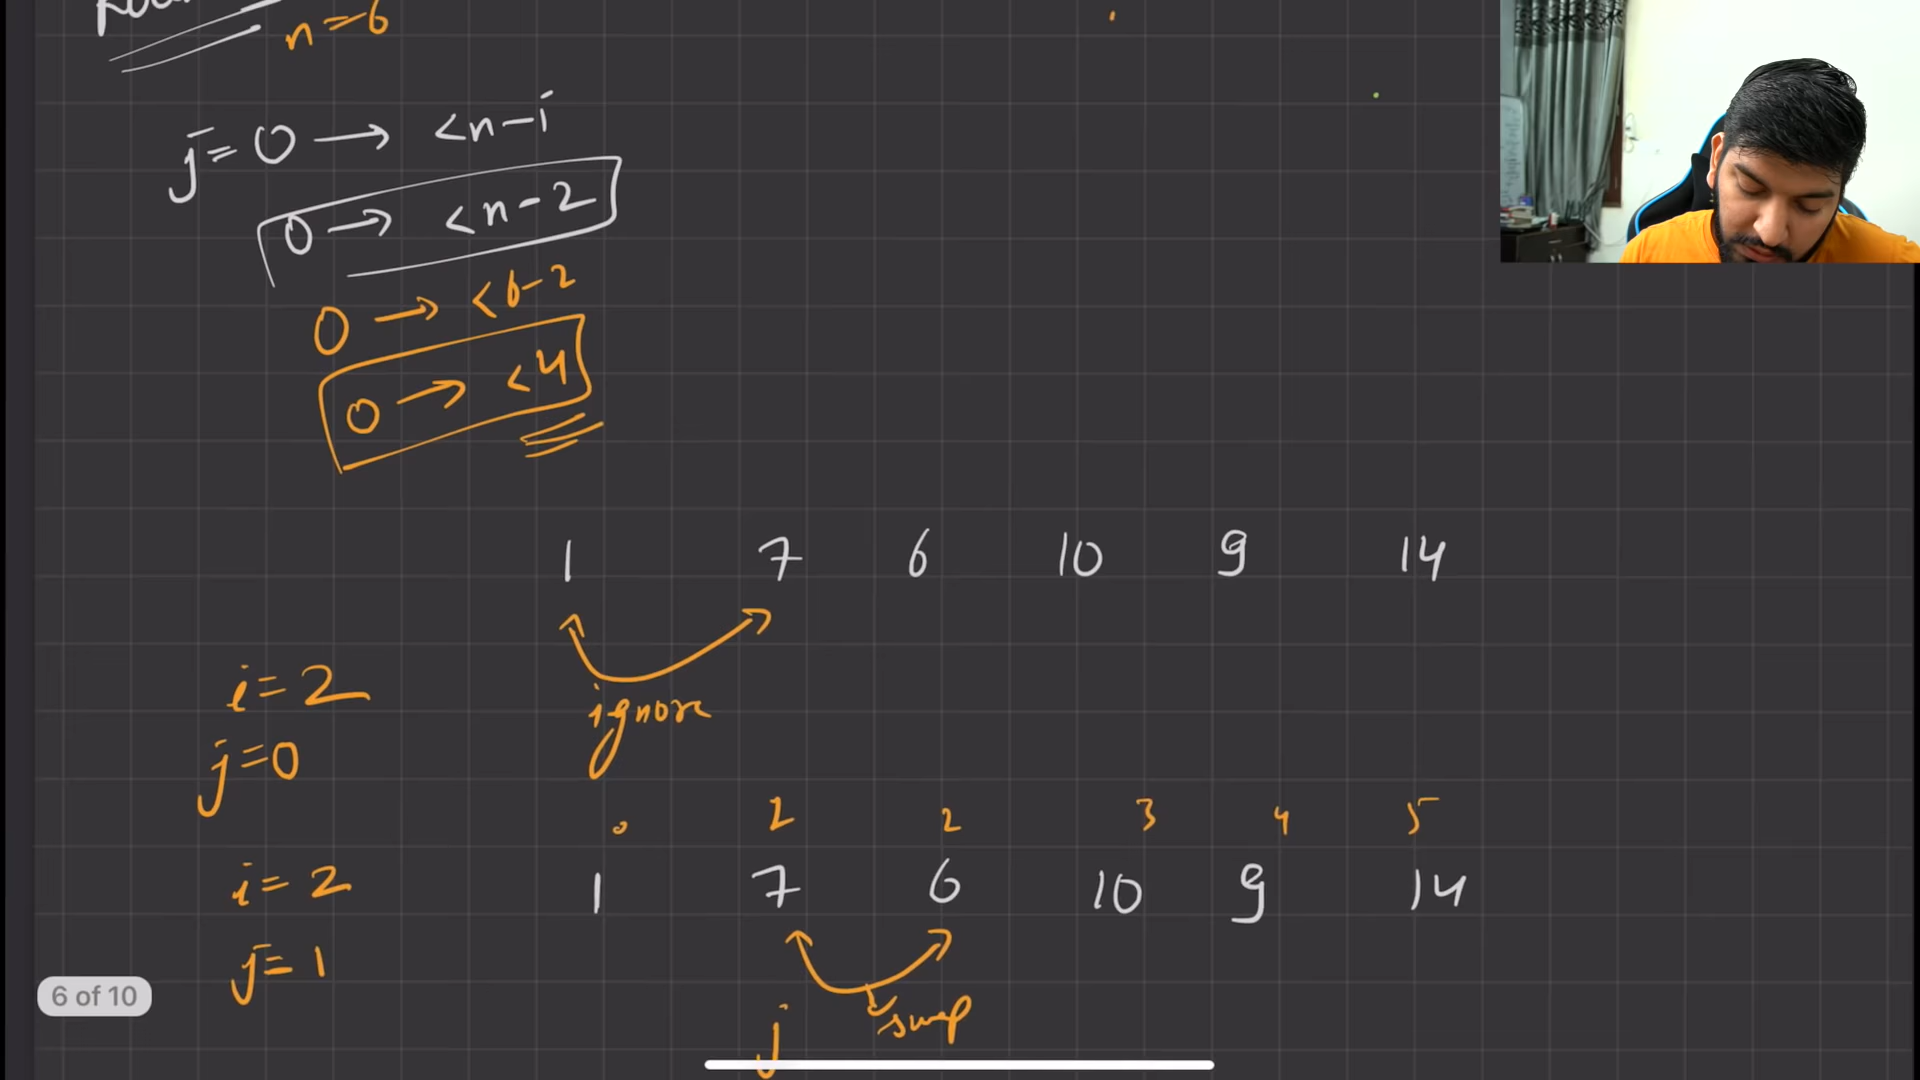 n=6
j=0 → <n-i
0 → <n-2
0 → <6-2
0 → <4
1 7 6 10 9 14
ignore
i=2
j=0
0 1 2 3 4 5
i=2
1 7 6 10 9 14
j=1
swap
j
6 of 10